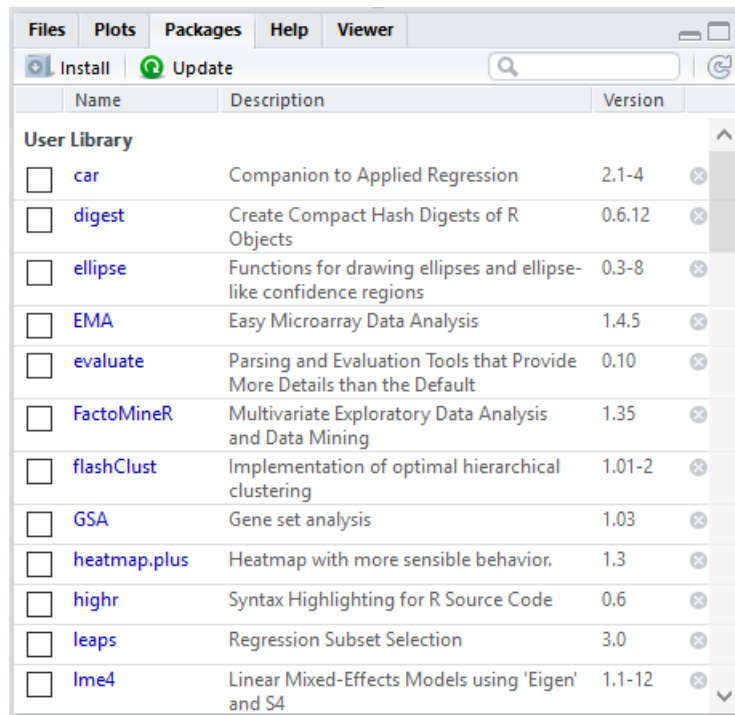 Files Plots Packages Help Viewer
Install Update
Name Description Version
User Library
car Companion to Applied Regression 2.1-4
digest Create Compact Hash Digests of R 0.6.12
Objects
ellipse Functions for drawing ellipses and ellipse- 0.3-8
like confidence regions
EMA Easy Microarray Data Analysis 1.4.5
evaluate Parsing and Evaluation Tools that Provide 0.10
More Details than the Default
FactoMineR Multivariate Exploratory Data Analysis 1.35
and Data Mining
flashClust Implementation of optimal hierarchical 1.01-2
clustering
GSA Gene set analysis 1.03
heatmap.plus Heatmap with more sensible behavior. 1.3
highr Syntax Highlighting for R Source Code 0.6
leaps Regression Subset Selection 3.0
lme4 Linear Mixed-Effects Models using 'Eigen' 1.1-12
and S4